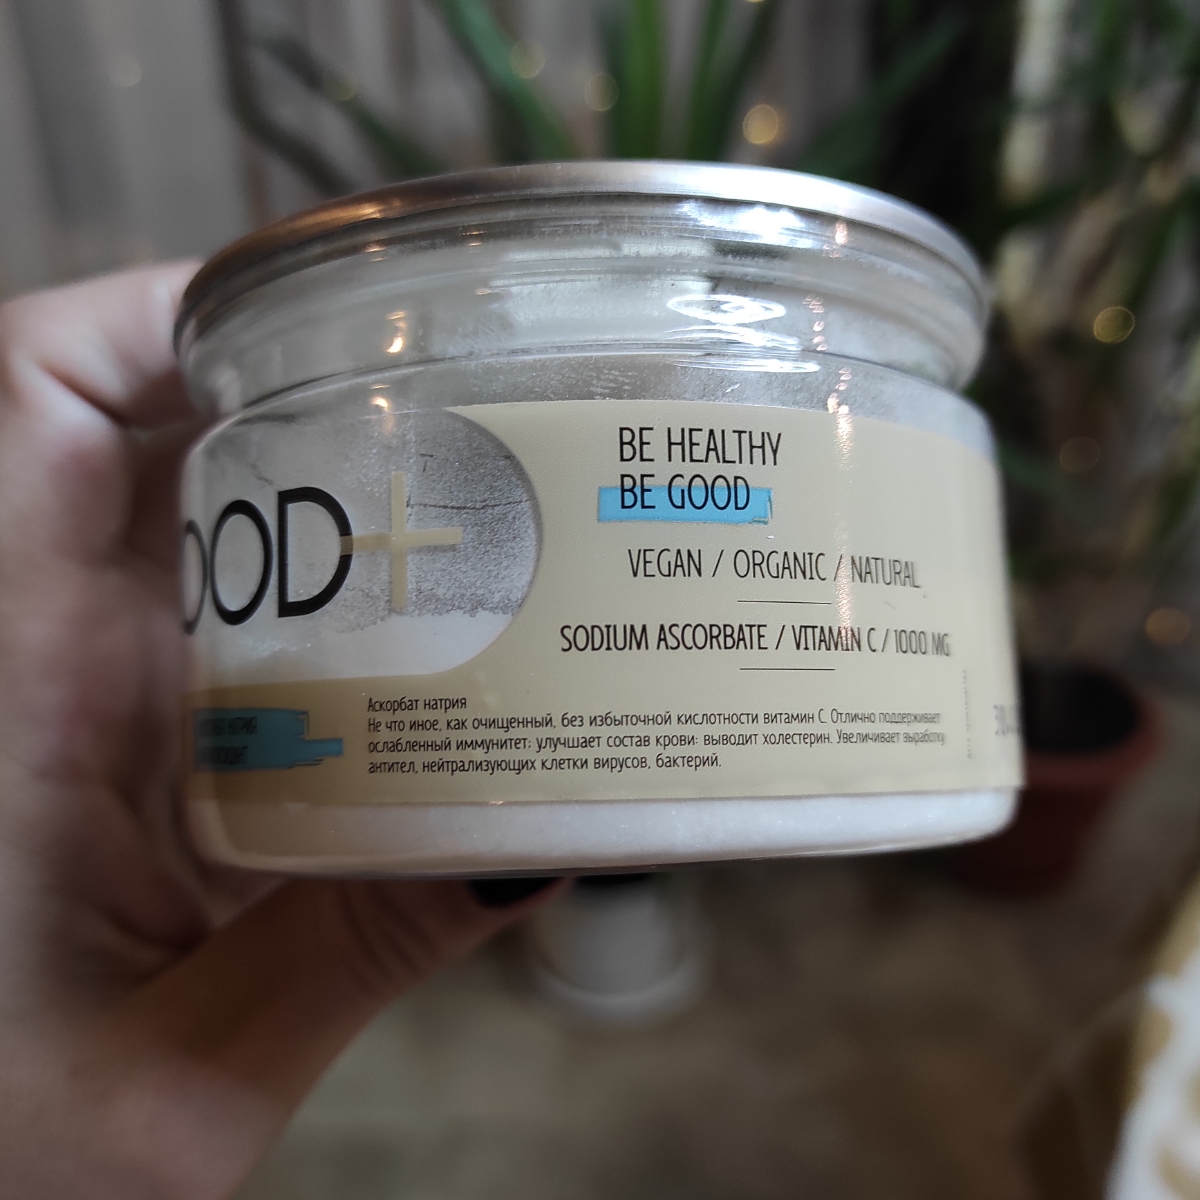 OOD+
BE HEALTHY
BE GOOD
VEGAN / ORGANIC / NATURAL
SODIUM ASCORBATE / VITAMIN C / 1000 MG
Аскорбат натрия
Не что иное, как очищенный, без избыточной кислотности витамин С. Отлично поддерживает
ослабленный иммунитет: улучшает состав крови: выводит холестерин. Увеличивает выработку
антител, нейтрализующих клетки вирусов, бактерий.